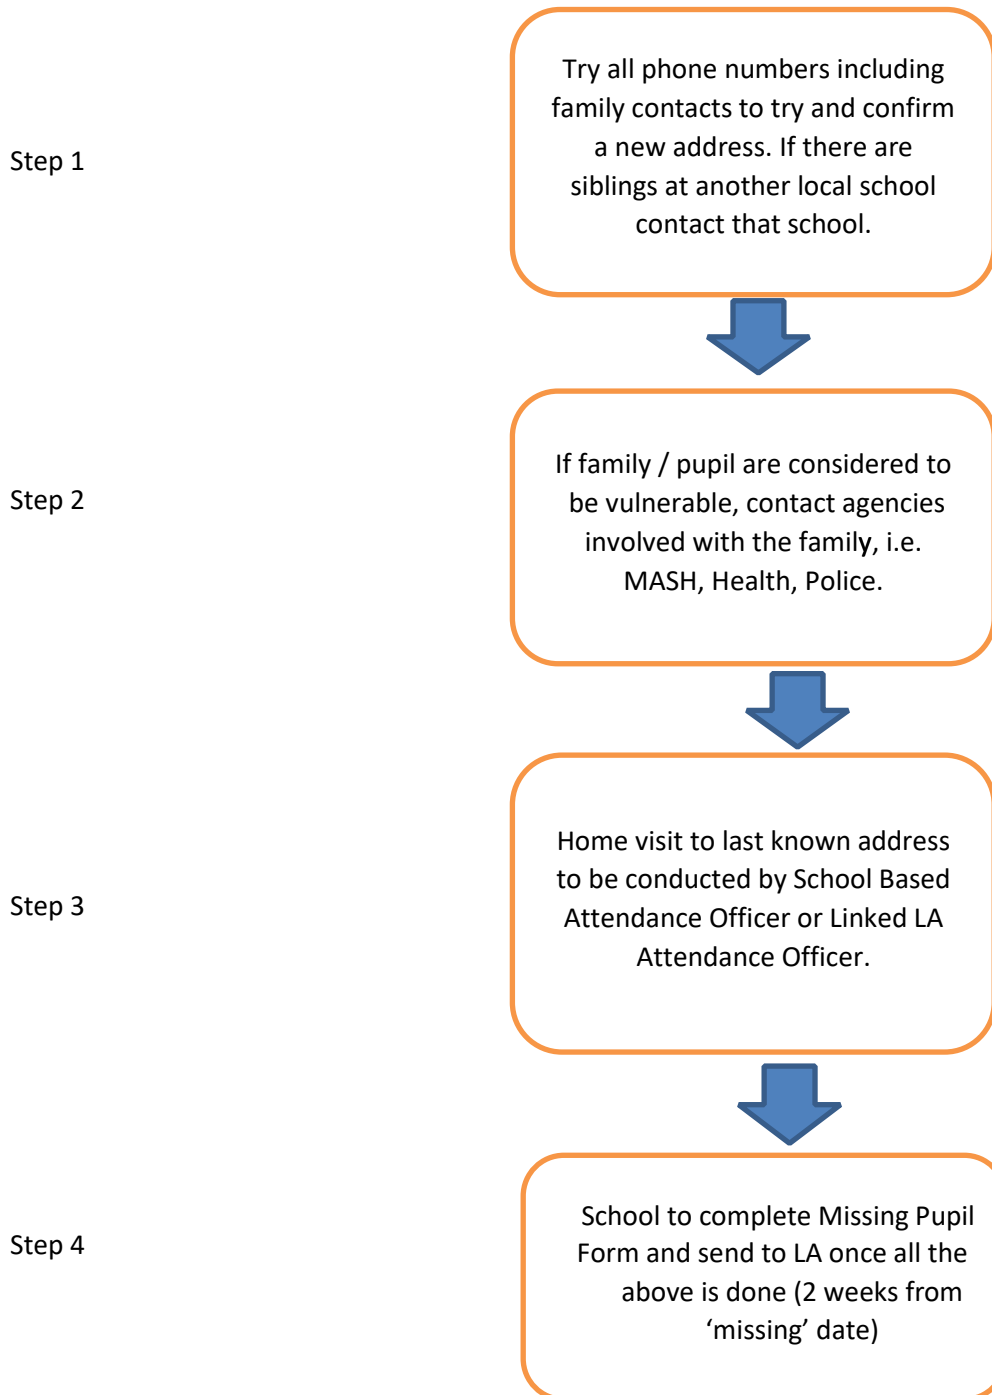 Step 1
Try all phone numbers including
family contacts to try and confirm
a new address. If there are
siblings at another local school
contact that school.
Step 2
If family / pupil are considered to
be vulnerable, contact agencies
involved with the family, i.e.
MASH, Health, Police.
Step 3
Home visit to last known address
to be conducted by School Based
Attendance Officer or Linked LA
Attendance Officer.
Step 4
School to complete Missing Pupil
Form and send to LA once all the
above is done (2 weeks from
‘missing’ date)